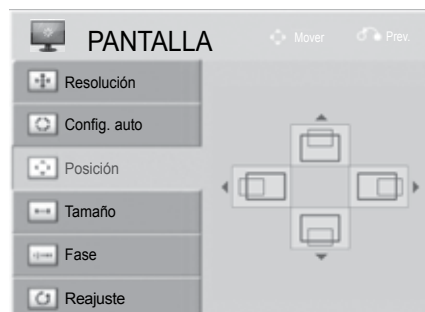 PANTALLA
Mover
Prev.
Resolución
Config. auto
Posición
Tamaño
Fase
Reajuste